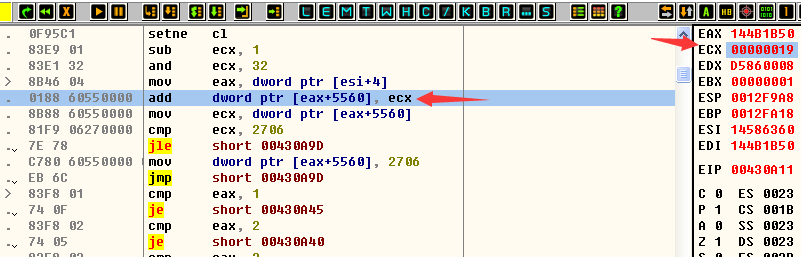 L E M T W H C / K B R ... S A HB
. 0F95C1 setne cl
. 83E9 01 sub ecx, 1
. 83E1 32 and ecx, 32
> 8B46 04 mov eax, dword ptr [esi+4]
. 0188 60550000 add dword ptr [eax+5560], ecx
. 8B88 60550000 mov ecx, dword ptr [eax+5560]
. 81F9 06270000 cmp ecx, 2706
. 7E 78 jle short 00430A9D
. C780 60550000 0 mov dword ptr [eax+5560], 2706
. EB 6C jmp short 00430A9D
> 83F8 01 cmp eax, 1
. 74 0F je short 00430A45
. 83F8 02 cmp eax, 2
. 74 05 je short 00430A40
EAX 144B1B50
ECX 00000019
EDX D5860008
EBX 00000001
ESP 0012F9A8
EBP 0012FA18
ESI 14586360
EDI 144B1B50
EIP 00430A11
C 0 ES 0023
P 1 CS 001B
A 0 SS 0023
Z 1 DS 0023